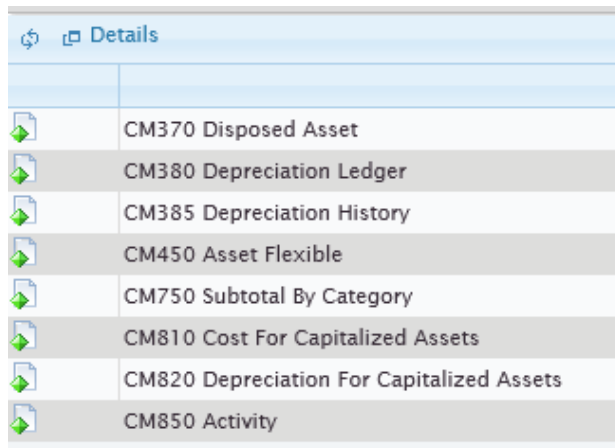 Details
CM370 Disposed Asset
CM380 Depreciation Ledger
CM385 Depreciation History
CM450 Asset Flexible
CM750 Subtotal By Category
CM810 Cost For Capitalized Assets
CM820 Depreciation For Capitalized Assets
CM850 Activity